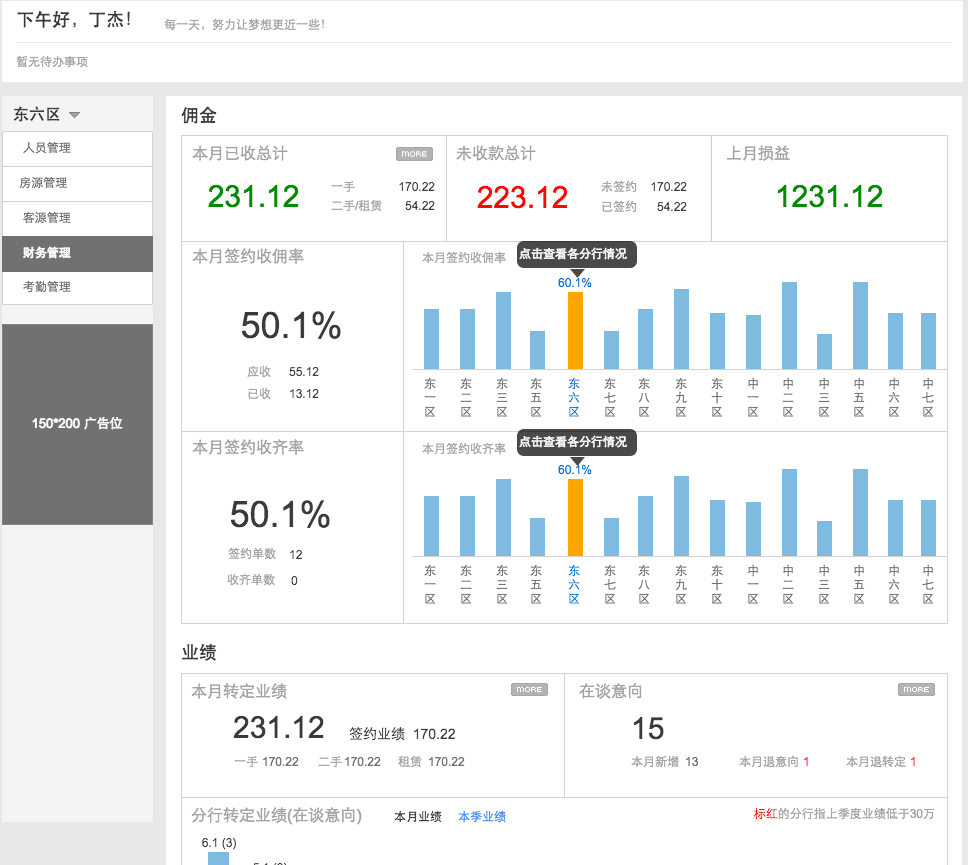 下午好，丁杰！ 每一天，努力让梦想更近一些！
暂无待办事项
东六区
人员管理
房源管理
客源管理
财务管理
考勤管理
150*200 广告位
佣金
本月已收总计 MORE
231.12
一手 170.22
二手/租赁 54.22
未收款总计
223.12
未签约 170.22
已签约 54.22
上月损益
1231.12
本月签约收佣率
50.1%
应收 55.12
已收 13.12
本月签约收佣率
点击查看各分行情况
60.1%
东一区 东二区 东三区 东五区 东六区 东七区 东八区 东九区 东十区 中一区 中二区 中三区 中五区 中六区 中七区
本月签约收齐率
50.1%
签约单数 12
收齐单数 0
本月签约收齐率
点击查看各分行情况
60.1%
东一区 东二区 东三区 东五区 东六区 东七区 东八区 东九区 东十区 中一区 中二区 中三区 中五区 中六区 中七区
业绩
本月转定业绩 MORE
231.12 签约业绩 170.22
一手 170.22 二手 170.22 租赁 170.22
在谈意向 MORE
15
本月新增 13 本月退意向 1 本月退转定 1
分行转定业绩(在谈意向) 本月业绩 本季业绩 标红的分行指上季度业绩低于30万
6.1 (3)